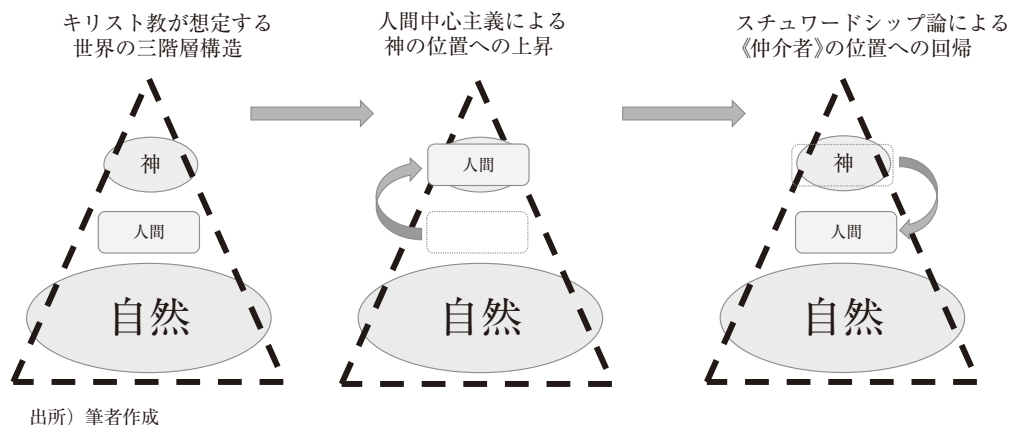 キリスト教が想定する
世界の三階層構造
神
人間
自然
人間中心主義による
神の位置への上昇
人間
自然
スチュワードシップ論による
《仲介者》の位置への回帰
神
人間
自然
出所）筆者作成